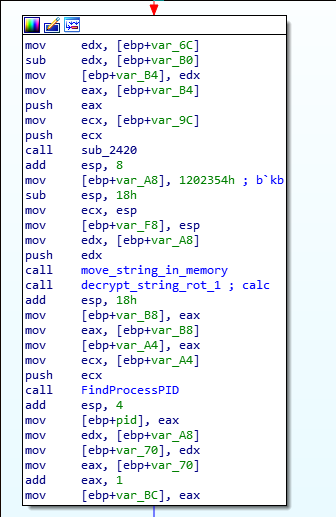 mov edx, [ebp+var_6C]
sub edx, [ebp+var_B0]
mov [ebp+var_B4], edx
mov eax, [ebp+var_B4]
push eax
mov ecx, [ebp+var_9C]
push ecx
call sub_2420
add esp, 8
mov [ebp+var_A8], 1202354h ; b`kb
sub esp, 18h
mov ecx, esp
mov [ebp+var_F8], esp
mov edx, [ebp+var_A8]
push edx
call move_string_in_memory
call decrypt_string_rot_1 ; calc
add esp, 18h
mov [ebp+var_B8], eax
mov eax, [ebp+var_B8]
mov [ebp+var_A4], eax
mov ecx, [ebp+var_A4]
push ecx
call FindProcessPID
add esp, 4
mov [ebp+pid], eax
mov edx, [ebp+var_A8]
mov [ebp+var_70], edx
mov eax, [ebp+var_70]
add eax, 1
mov [ebp+var_BC], eax